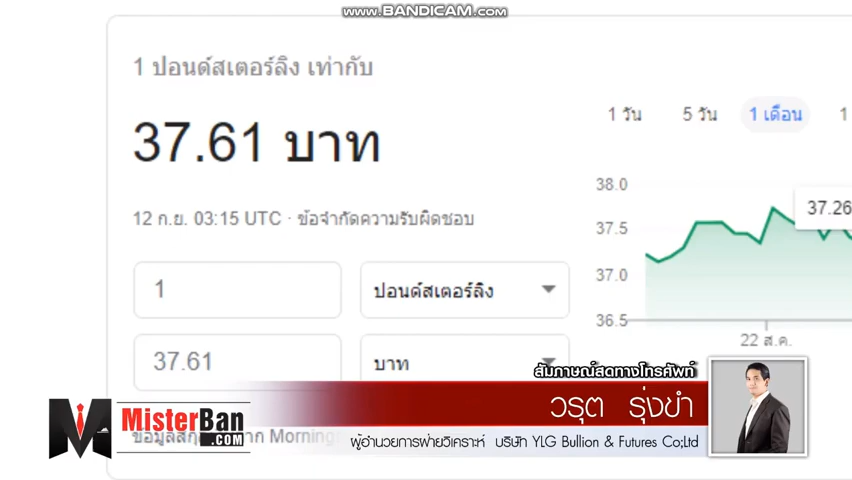 www.BANDICAM.com
1 ปอนด์สเตอร์ลิง เท่ากับ
37.61 บาท
12 ก.ย. 03:15 UTC · ข้อจำกัดความรับผิดชอบ
1
ปอนด์สเตอร์ลิง
37.61
บาท
1 วัน
5 วัน
1 เดือน
1
38.0
37.5
37.0
36.5
37.26
22 ส.ค.
สัมภาษณ์สดทางโทรศัพท์
วรุต รุ่งขำ
ผู้อำนวยการฝ่ายวิเคราะห์ บริษัท YLG Bullion & Futures Co;Ltd
MisterBan
.COM